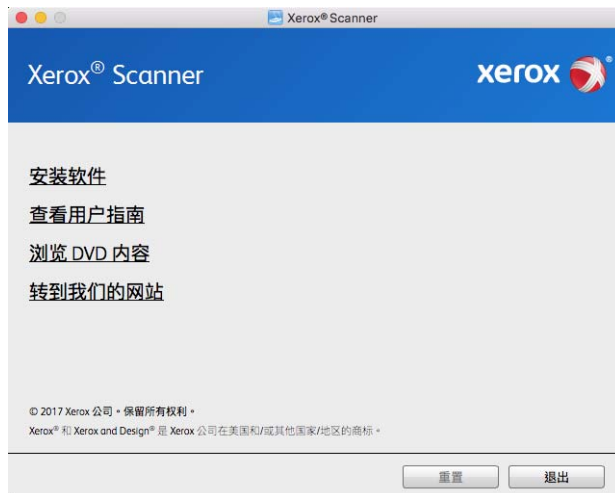 Xerox® Scanner
Xerox® Scanner
xerox®
安装软件
查看用户指南
浏览 DVD 内容
转到我们的网站
© 2017 Xerox 公司。保留所有权利。
Xerox® 和 Xerox and Design® 是 Xerox 公司在美国和/或其他国家/地区的商标。
重置
退出